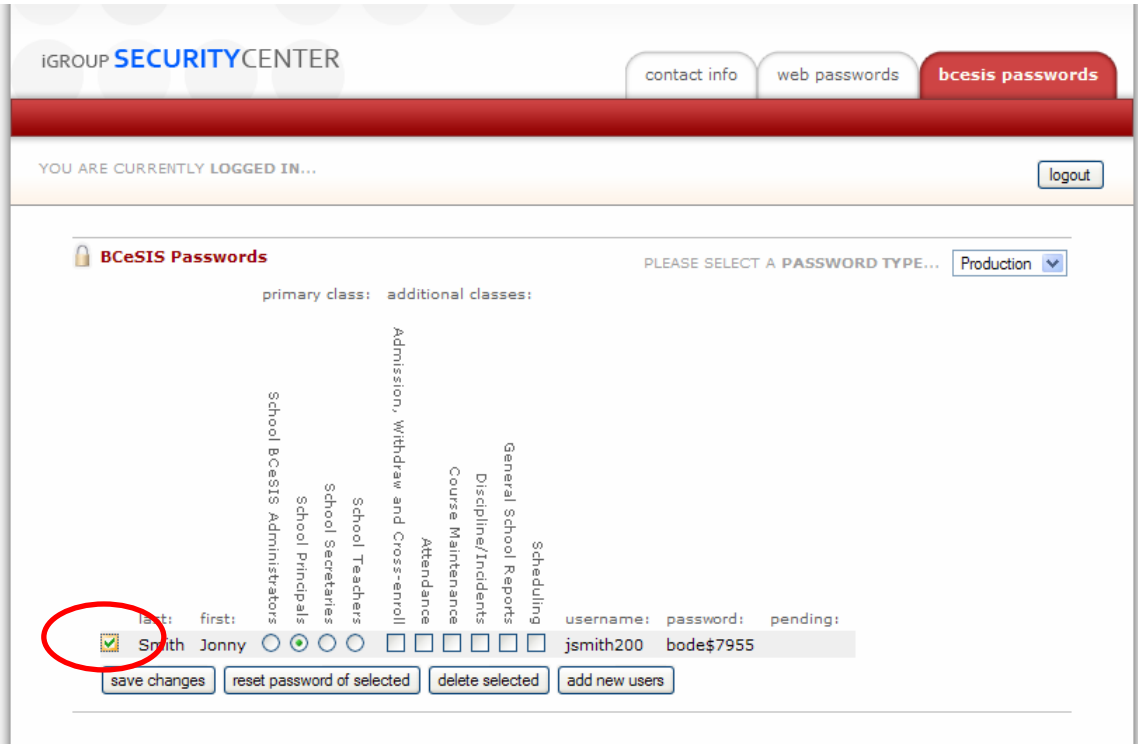 iGROUP SECURITYCENTER
contact info
web passwords
bcesis passwords
YOU ARE CURRENTLY LOGGED IN...
logout
BCeSIS Passwords
PLEASE SELECT A PASSWORD TYPE...
Production
primary class:
additional classes:
School BCeSIS Administrators
School Principals
School Secretaries
School Teachers
Admission, Withdraw and Cross-enroll
Attendance
Course Maintenance
Discipline/Incidents
General School Reports
Scheduling
last: first: username: password: pending:
Smith Jonny jsmith200 bode$7955
save changes
reset password of selected
delete selected
add new users